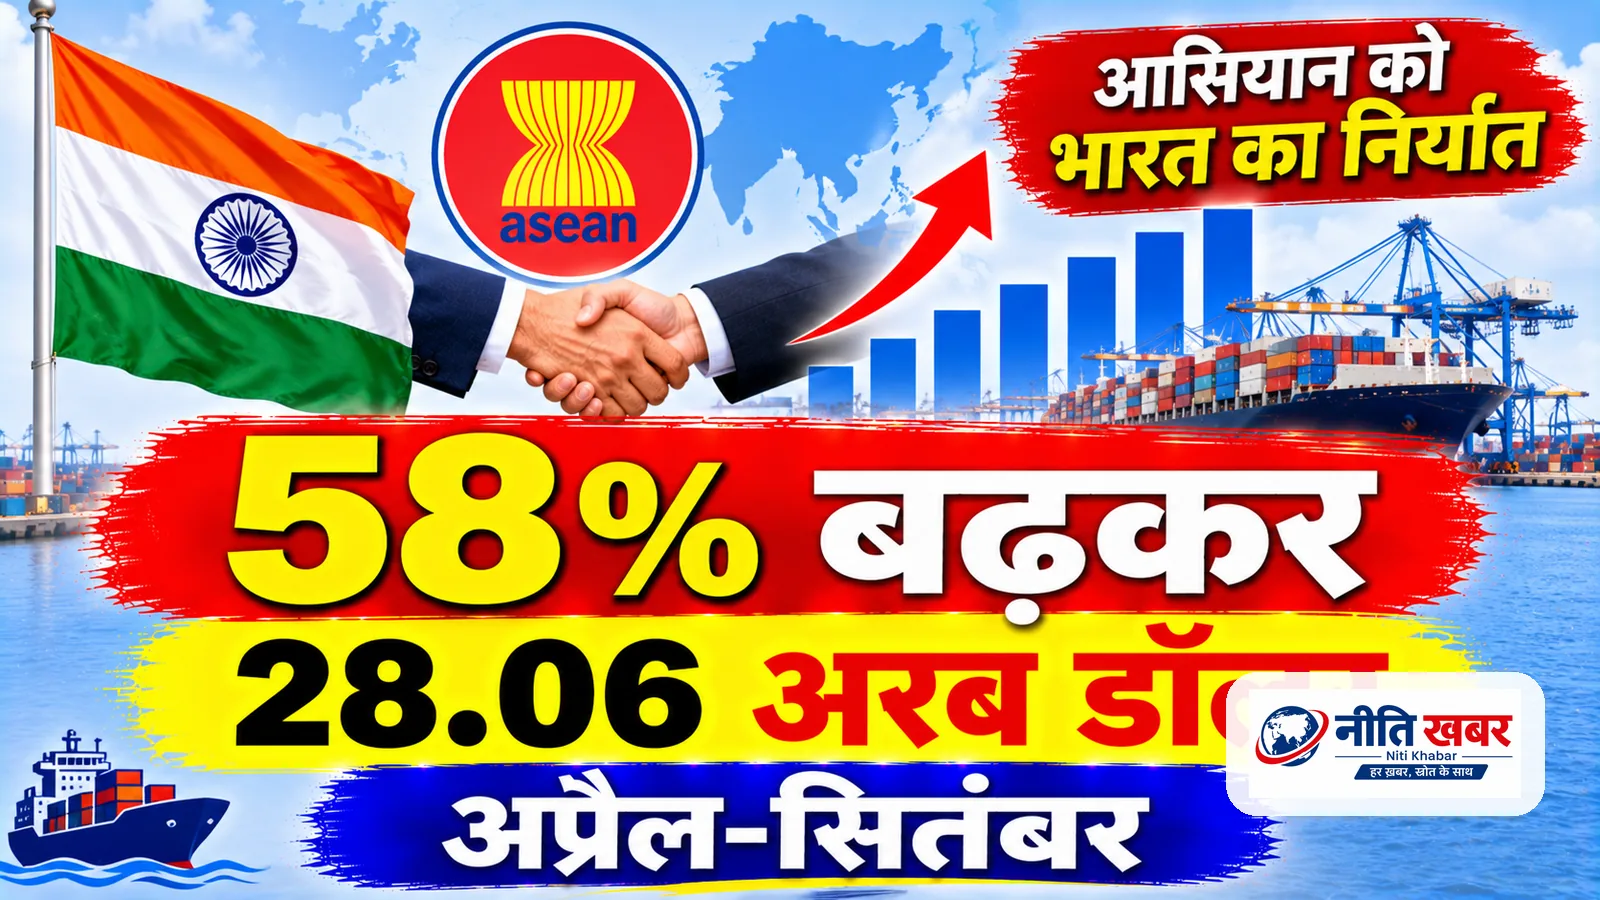 asean
आसियान को
भारत का निर्यात
58% बढ़कर
28.06 अरब
अप्रैल-सितंबर
नीति खबर
Niti Khabar
हर ख़बर, स्रोत के साथ